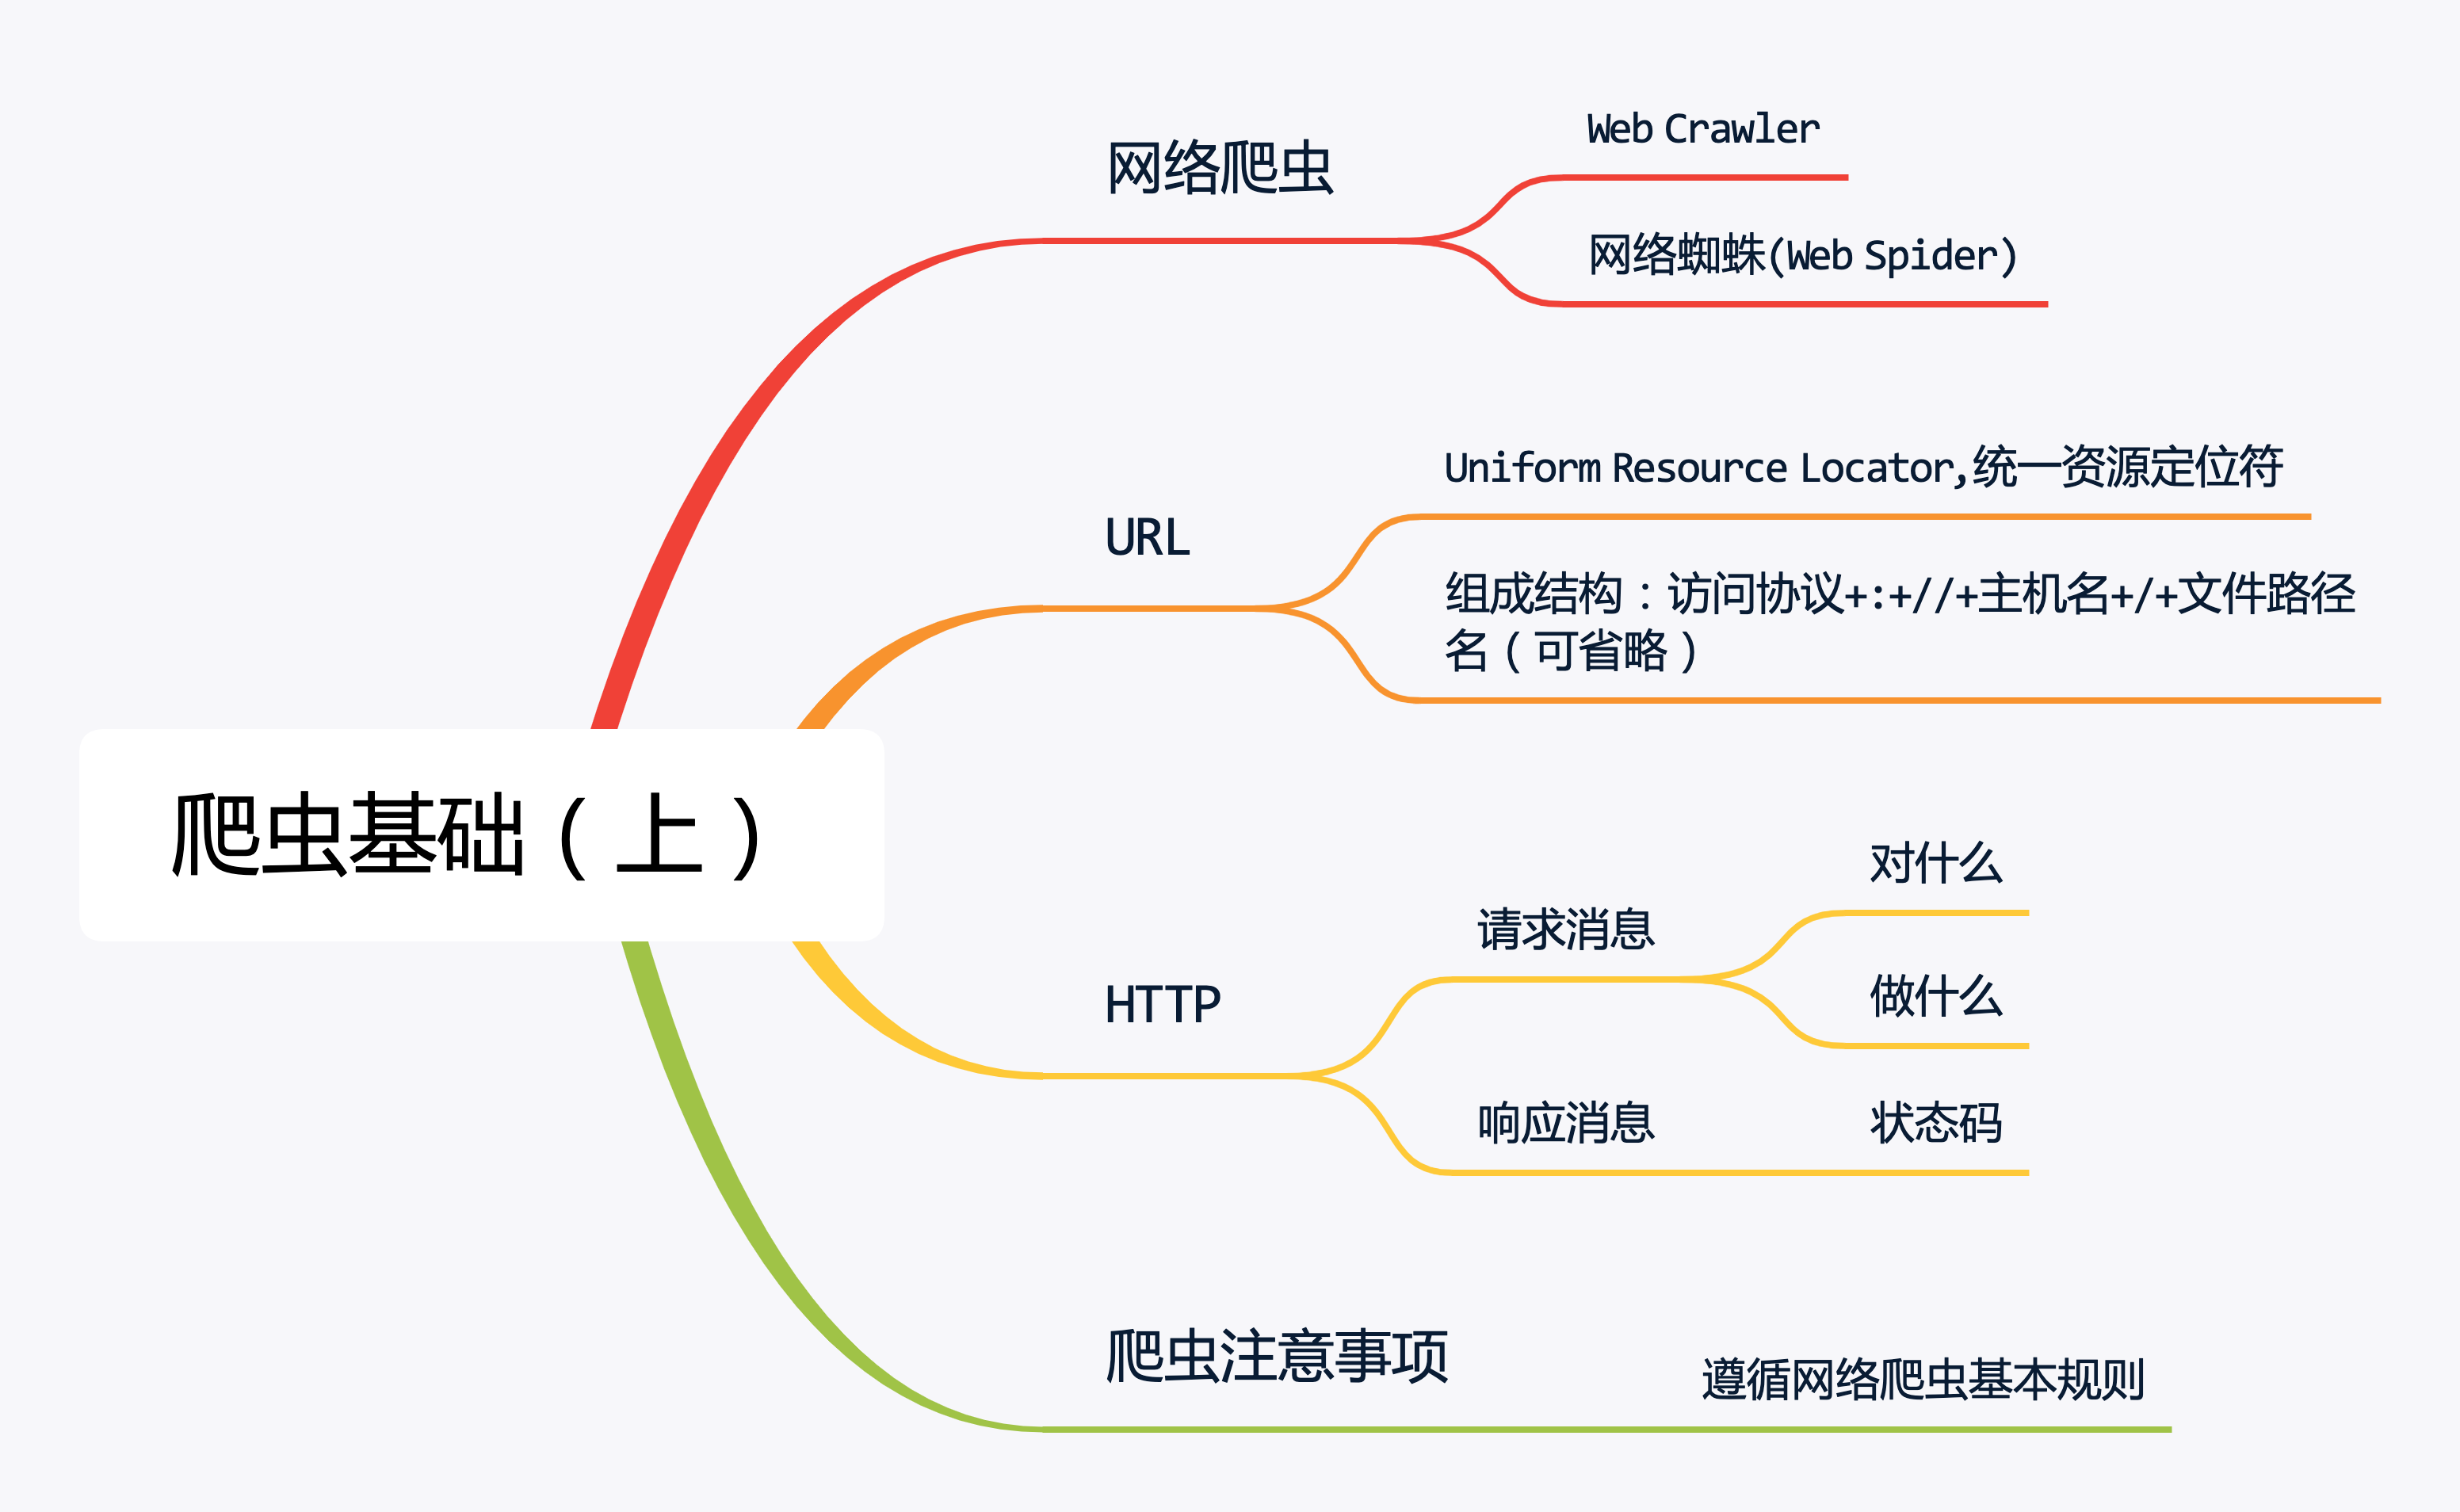 爬虫基础（上）
网络爬虫
Web Crawler
网络蜘蛛(Web Spider)
URL
Uniform Resource Locator,统一资源定位符
组成结构：访问协议+:+//+主机名+/+文件路径
名（可省略）
HTTP
请求消息
对什么
做什么
响应消息
状态码
爬虫注意事项
遵循网络爬虫基本规则